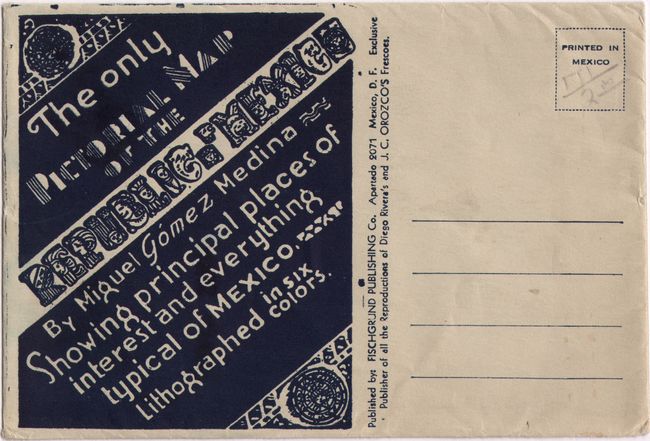 The only
PICTORIAL MAP
OF THE
REPUBLIC OF MEXICO
By Miguel Gómez Medina
Showing principal places of
interest and everything
typical of MEXICO.
Lithographed in six
colors.
Published by: FISCHGRUND PUBLISHING Co. Apartado 2071 Mexico, D. F. Exclusive
Publisher of all the Reproductions of Diego Rivera's and J. C. OROZCO'S Frescoes.
PRINTED IN
MEXICO